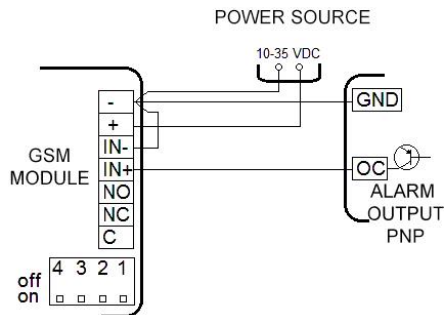 POWER SOURCE
10-35 VDC
-
+
IN-
IN+
NO
NC
C
GSM
MODULE
GND
OC
ALARM
OUTPUT
PNP
4 3 2 1
off
on